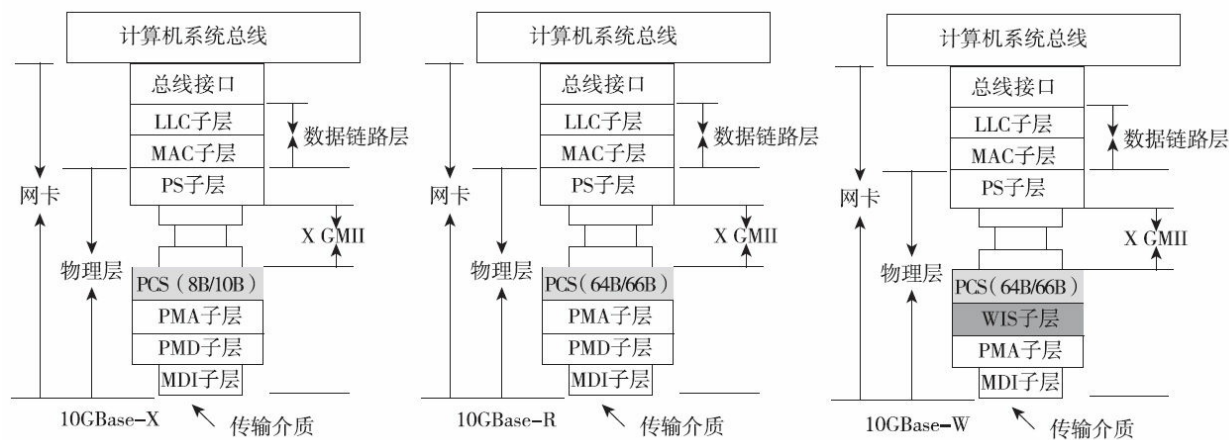 计算机系统总线
总线接口
LLC子层
MAC子层
数据链路层
PS子层
网卡
X GMII
物理层
PCS（8B/10B）
PMA子层
PMD子层
MDI子层
10GBase-X
传输介质
计算机系统总线
总线接口
LLC子层
MAC子层
数据链路层
PS子层
X GMII
PCS（64B/66B）
PMA子层
PMD子层
MDI子层
10GBase-R
传输介质
计算机系统总线
总线接口
LLC子层
MAC子层
数据链路层
PS子层
网卡
X GMII
物理层
PCS（64B/66B）
WIS子层
PMA子层
MDI子层
10GBase-W
传输介质